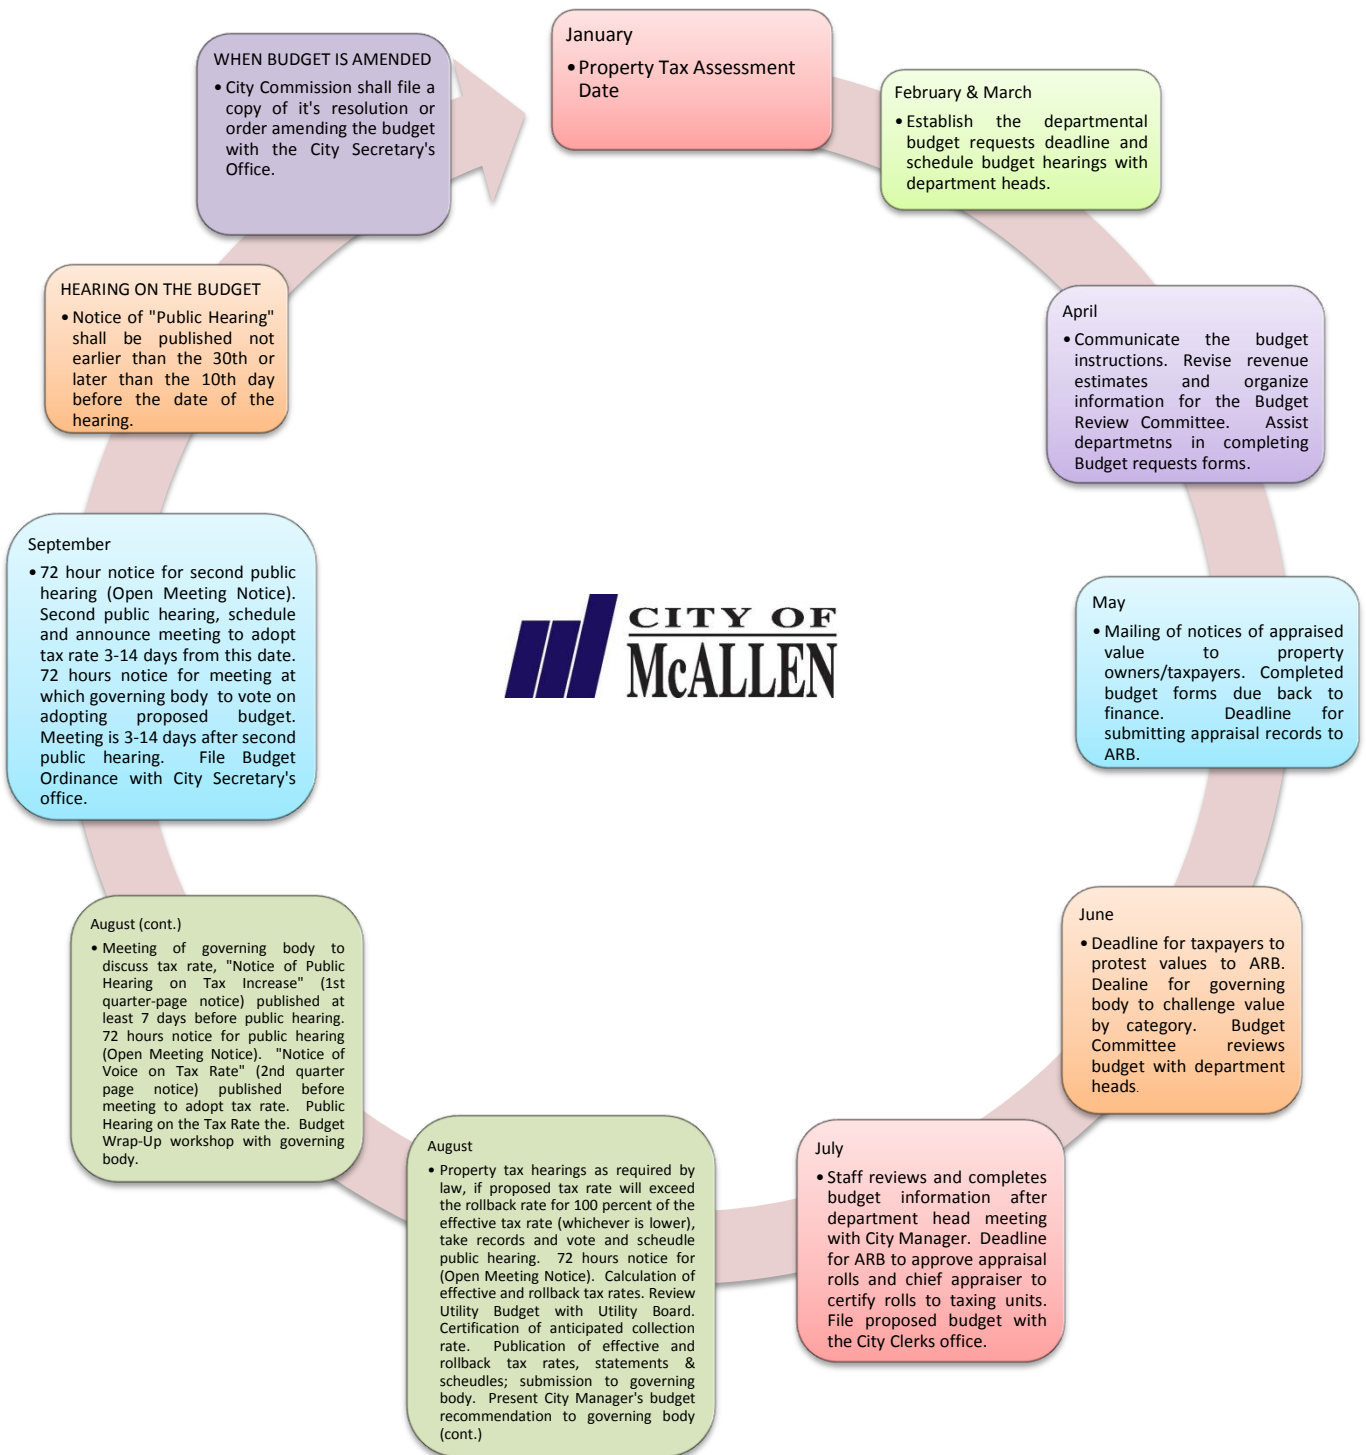 January
• Property Tax Assessment
Date
February & March
• Establish the departmental
budget requests deadline and
schedule budget hearings with
department heads.
April
• Communicate the budget
instructions. Revise revenue
estimates and organize
information for the Budget
Review Committee. Assist
departmetns in completing
Budget requests forms.
May
• Mailing of notices of appraised
value to property
owners/taxpayers. Completed
budget forms due back to
finance. Deadline for
submitting appraisal records to
ARB.
June
• Deadline for taxpayers to
protest values to ARB.
Dealine for governing
body to challenge value
by category. Budget
Committee reviews
budget with department
heads.
July
• Staff reviews and completes
budget information after
department head meeting
with City Manager. Deadline
for ARB to approve appraisal
rolls and chief appraiser to
certify rolls to taxing units.
File proposed budget with
the City Clerks office.
August
• Property tax hearings as required by
law, if proposed tax rate will exceed
the rollback rate for 100 percent of the
effective tax rate (whichever is lower),
take records and vote and scheudle
public hearing. 72 hours notice for
(Open Meeting Notice). Calculation of
effective and rollback tax rates. Review
Utility Budget with Utility Board.
Certification of anticipated collection
rate. Publication of effective and
rollback tax rates, statements &
scheudles; submission to governing
body. Present City Manager's budget
recommendation to governing body
(cont.)
August (cont.)
• Meeting of governing body to
discuss tax rate, "Notice of Public
Hearing on Tax Increase" (1st
quarter-page notice) published at
least 7 days before public hearing.
72 hours notice for public hearing
(Open Meeting Notice). "Notice of
Voice on Tax Rate" (2nd quarter
page notice) published before
meeting to adopt tax rate. Public
Hearing on the Tax Rate the. Budget
Wrap-Up workshop with governing
body.
September
• 72 hour notice for second public
hearing (Open Meeting Notice).
Second public hearing, schedule
and announce meeting to adopt
tax rate 3-14 days from this date.
72 hours notice for meeting at
which governing body to vote on
adopting proposed budget.
Meeting is 3-14 days after second
public hearing. File Budget
Ordinance with City Secretary's
office.
HEARING ON THE BUDGET
• Notice of "Public Hearing"
shall be published not
earlier than the 30th or
later than the 10th day
before the date of the
hearing.
WHEN BUDGET IS AMENDED
• City Commission shall file a
copy of it's resolution or
order amending the budget
with the City Secretary's
Office.
CITY OF
McALLEN